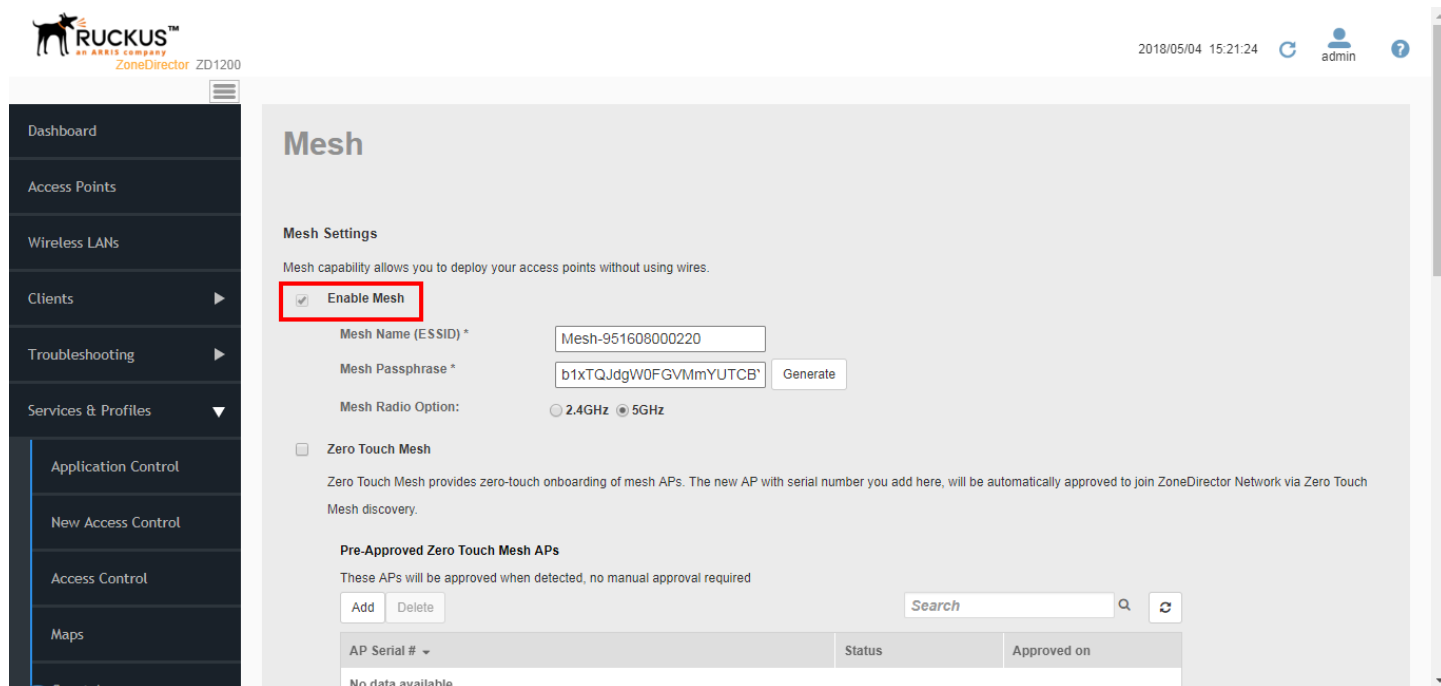 RUCKUS™
an ARRIS company
ZoneDirector ZD1200
2018/05/04 15:21:24
admin
?
Dashboard
Access Points
Wireless LANs
Clients
Troubleshooting
Services & Profiles
Application Control
New Access Control
Access Control
Maps
Mesh
Mesh Settings
Mesh capability allows you to deploy your access points without using wires.
Enable Mesh
Mesh Name (ESSID) *
Mesh-951608000220
Mesh Passphrase *
b1xTQJdgW0FGVMmYUTCB
Generate
Mesh Radio Option:
2.4GHz 5GHz
Zero Touch Mesh
Zero Touch Mesh provides zero-touch onboarding of mesh APs. The new AP with serial number you add here, will be automatically approved to join ZoneDirector Network via Zero Touch
Mesh discovery.
Pre-Approved Zero Touch Mesh APs
These APs will be approved when detected, no manual approval required
Add Delete
Search
AP Serial # Status Approved on
No data available